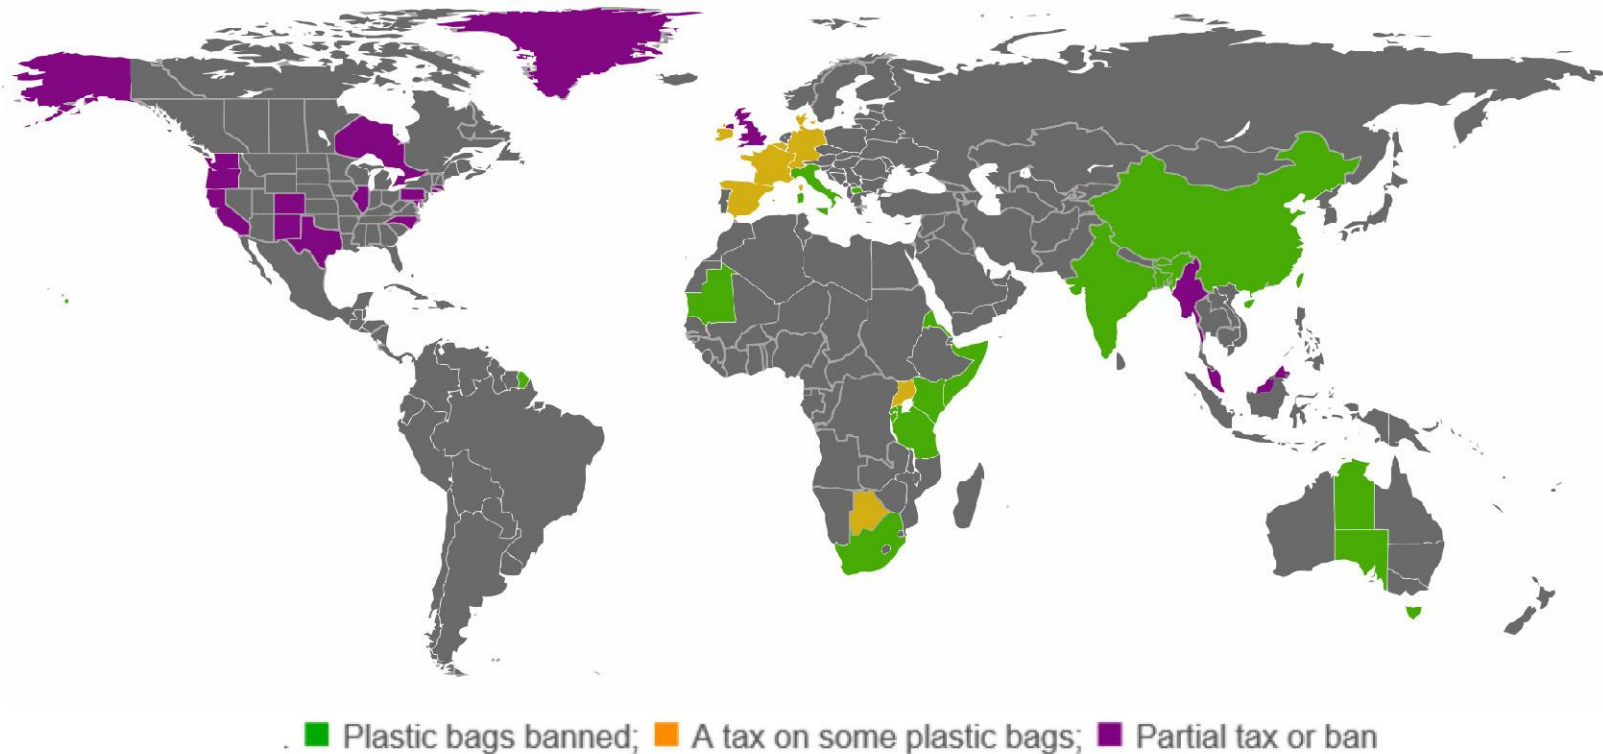 . Plastic bags banned; A tax on some plastic bags; Partial tax or ban